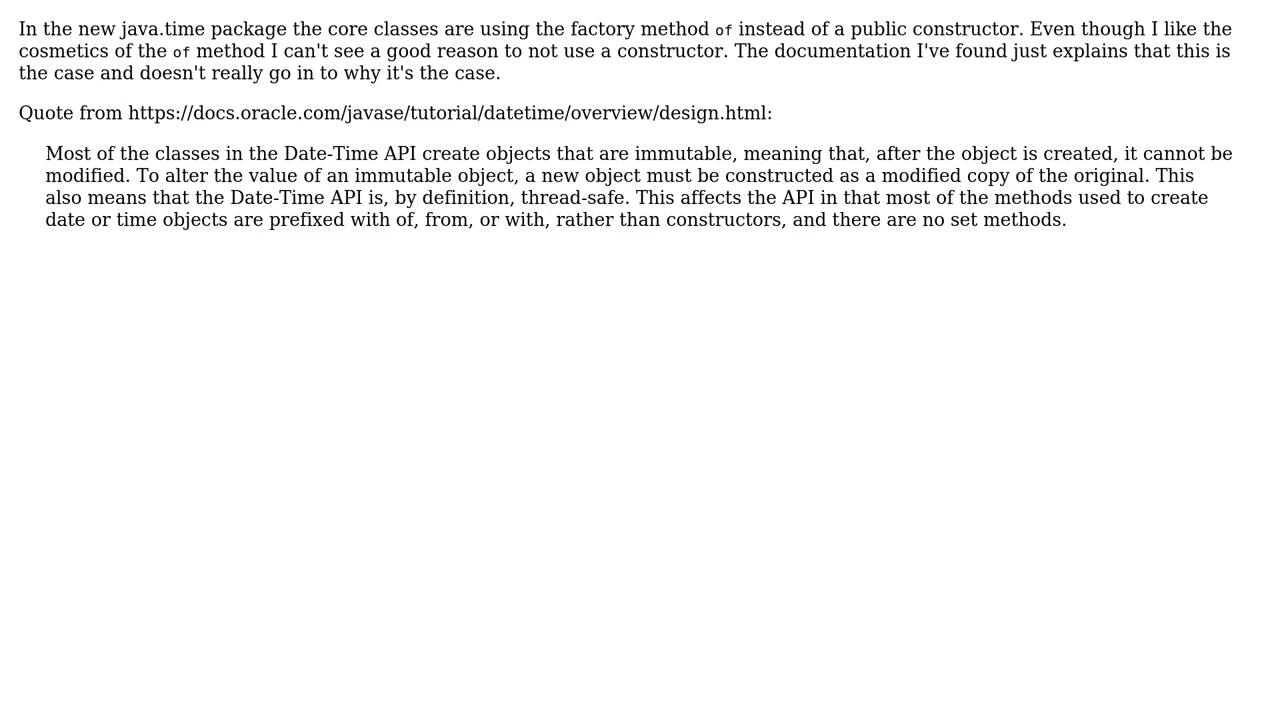 In the new java.time package the core classes are using the factory method of instead of a public constructor. Even though I like the
cosmetics of the of method I can't see a good reason to not use a constructor. The documentation I've found just explains that this is
the case and doesn't really go in to why it's the case.
Quote from https://docs.oracle.com/javase/tutorial/datetime/overview/design.html:
Most of the classes in the Date-Time API create objects that are immutable, meaning that, after the object is created, it cannot be
modified. To alter the value of an immutable object, a new object must be constructed as a modified copy of the original. This
also means that the Date-Time API is, by definition, thread-safe. This affects the API in that most of the methods used to create
date or time objects are prefixed with of, from, or with, rather than constructors, and there are no set methods.